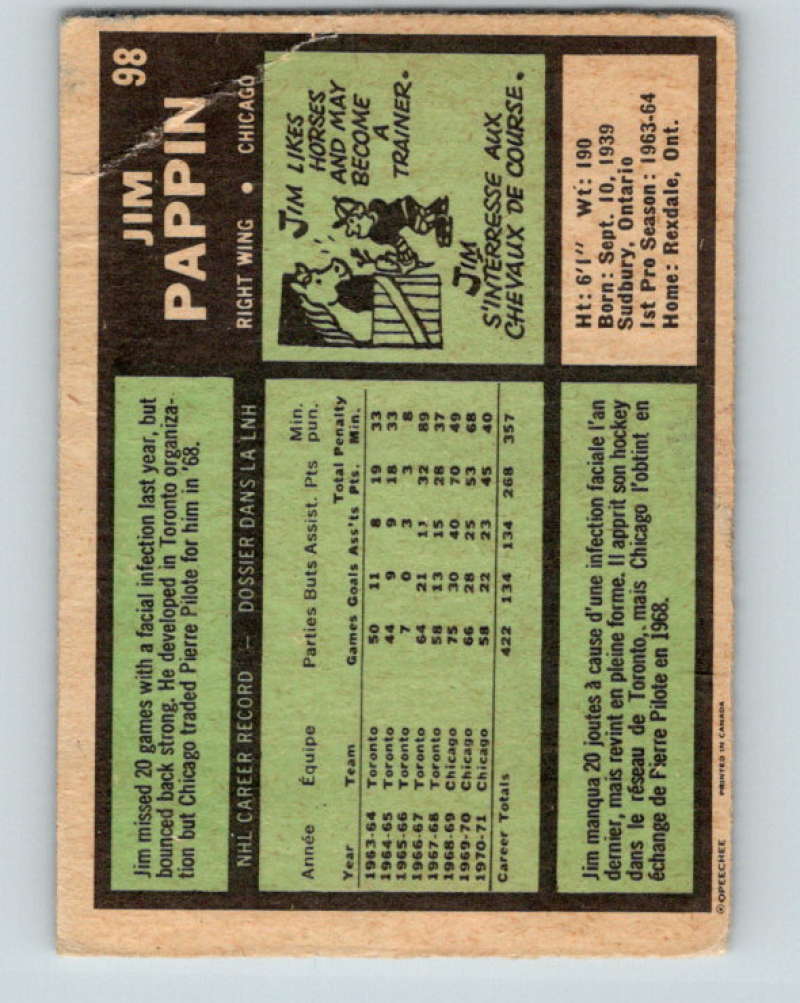 98
JIM
PAPPIN
RIGHT WING • CHICAGO
Jim missed 20 games with a facial infection last year, but
bounced back strong. He developed in Toronto organiza-
tion but Chicago traded Pierre Pilote for him in '68.
NHL CAREER RECORD — DOSSIER DANS LA LNH
Année Équipe Parties Buts Assist. Pts Min. pun.
Year Team Games Goals Ass'ts Total Pts. Penalty Min.
1963-64 Toronto 50 11 8 19 33
1964-65 Toronto 44 9 9 18 33
1965-66 Toronto 7 0 3 3 8
1966-67 Toronto 64 21 11 32 89
1967-68 Toronto 58 13 15 28 37
1968-69 Chicago 75 30 40 70 49
1969-70 Chicago 66 28 25 53 68
1970-71 Chicago 58 22 23 45 40
Career Totals 422 134 134 268 357
JIM LIKES
HORSES
AND MAY
BECOME
A
TRAINER.
JIM
S'INTERRESSE AUX
CHEVAUX DE COURSE.
Jim manqua 20 joutes à cause d'une infection faciale l'an
dernier, mais revint en pleine forme. Il apprit son hockey
dans le réseau de Toronto, mais Chicago l'obtint en
échange de Pierre Pilote en 1968.
Ht: 6'1" Wt: 190
Born: Sept. 10, 1939
Sudbury, Ontario
1st Pro Season: 1963-64
Home: Rexdale, Ont.
©OPEECHEE PRINTED IN CANADA